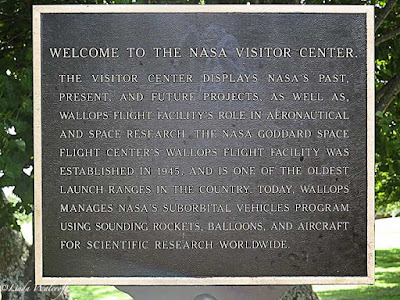 WELCOME TO THE NASA VISITOR CENTER.
THE VISITOR CENTER DISPLAYS NASA'S PAST,
PRESENT, AND FUTURE PROJECTS, AS WELL AS,
WALLOPS FLIGHT FACILITY'S ROLE IN AERONAUTICAL
AND SPACE RESEARCH. THE NASA GODDARD SPACE
FLIGHT CENTER'S WALLOPS FLIGHT FACILITY WAS
ESTABLISHED IN 1945, AND IS ONE OF THE OLDEST
LAUNCH RANGES IN THE COUNTRY. TODAY, WALLOPS
MANAGES NASA'S SUBORBITAL VEHICLES PROGRAM
USING SOUNDING ROCKETS, BALLOONS, AND AIRCRAFT
FOR SCIENTIFIC RESEARCH WORLDWIDE.
©Linda